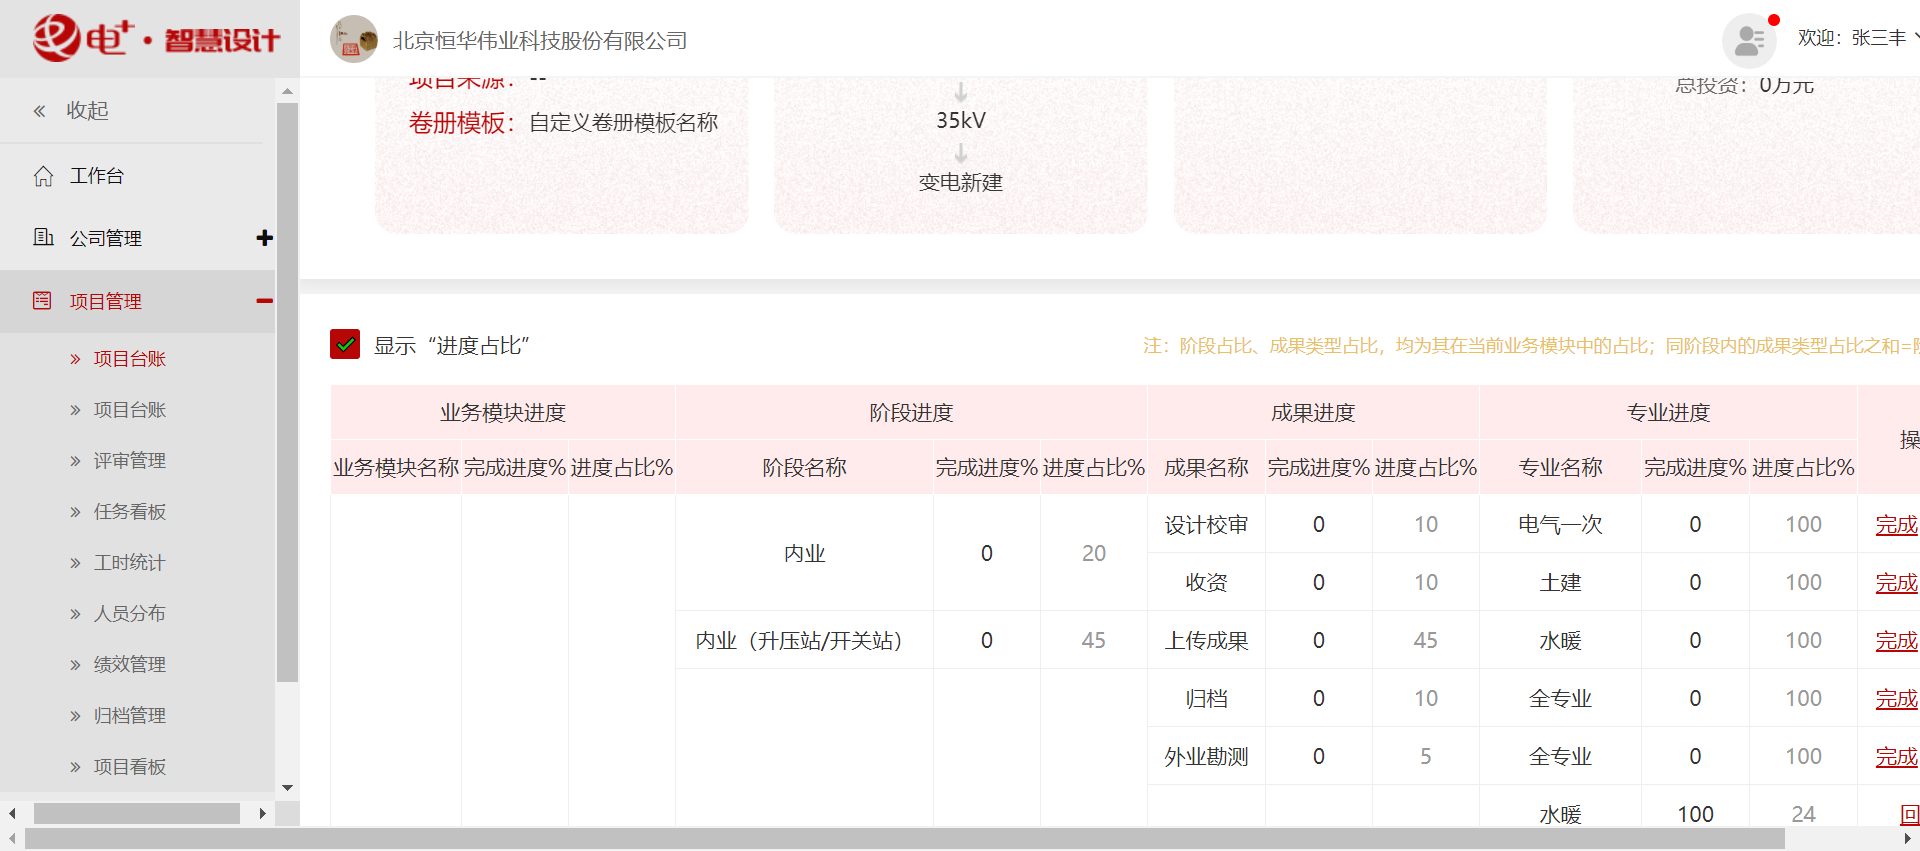 电+·智慧设计
北京恒华伟业科技股份有限公司
欢迎：张三丰
收起
工作台
公司管理
项目管理
项目台账
项目台账
评审管理
任务看板
工时统计
人员分布
绩效管理
归档管理
项目看板
项目来源： --
卷册模板：自定义卷册模板名称
35kV
变电新建
总投资：0万元
显示“进度占比”
注：阶段占比、成果类型占比，均为其在当前业务模块中的占比；同阶段内的成果类型占比之和=
业务模块进度 阶段进度 成果进度 专业进度 操
业务模块名称 完成进度% 进度占比% 阶段名称 完成进度% 进度占比% 成果名称 完成进度% 进度占比% 专业名称 完成进度% 进度占比%
内业 0 20 设计校审 0 10 电气一次 0 100 完成
收资 0 10 土建 0 100 完成
内业（升压站/开关站） 0 45 上传成果 0 45 水暖 0 100 完成
归档 0 10 全专业 0 100 完成
外业勘测 0 5 全专业 0 100 完成
水暖 100 24 回